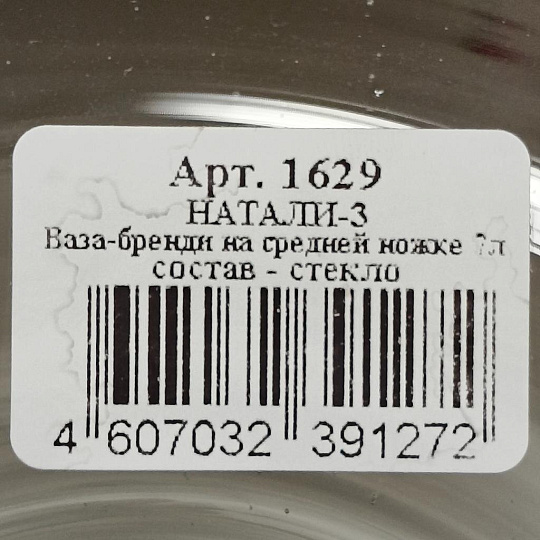 Арт. 1629
НАТАЛИ-3
Ваза-бренди на средней ножке
состав - стекло
4 607032 391272